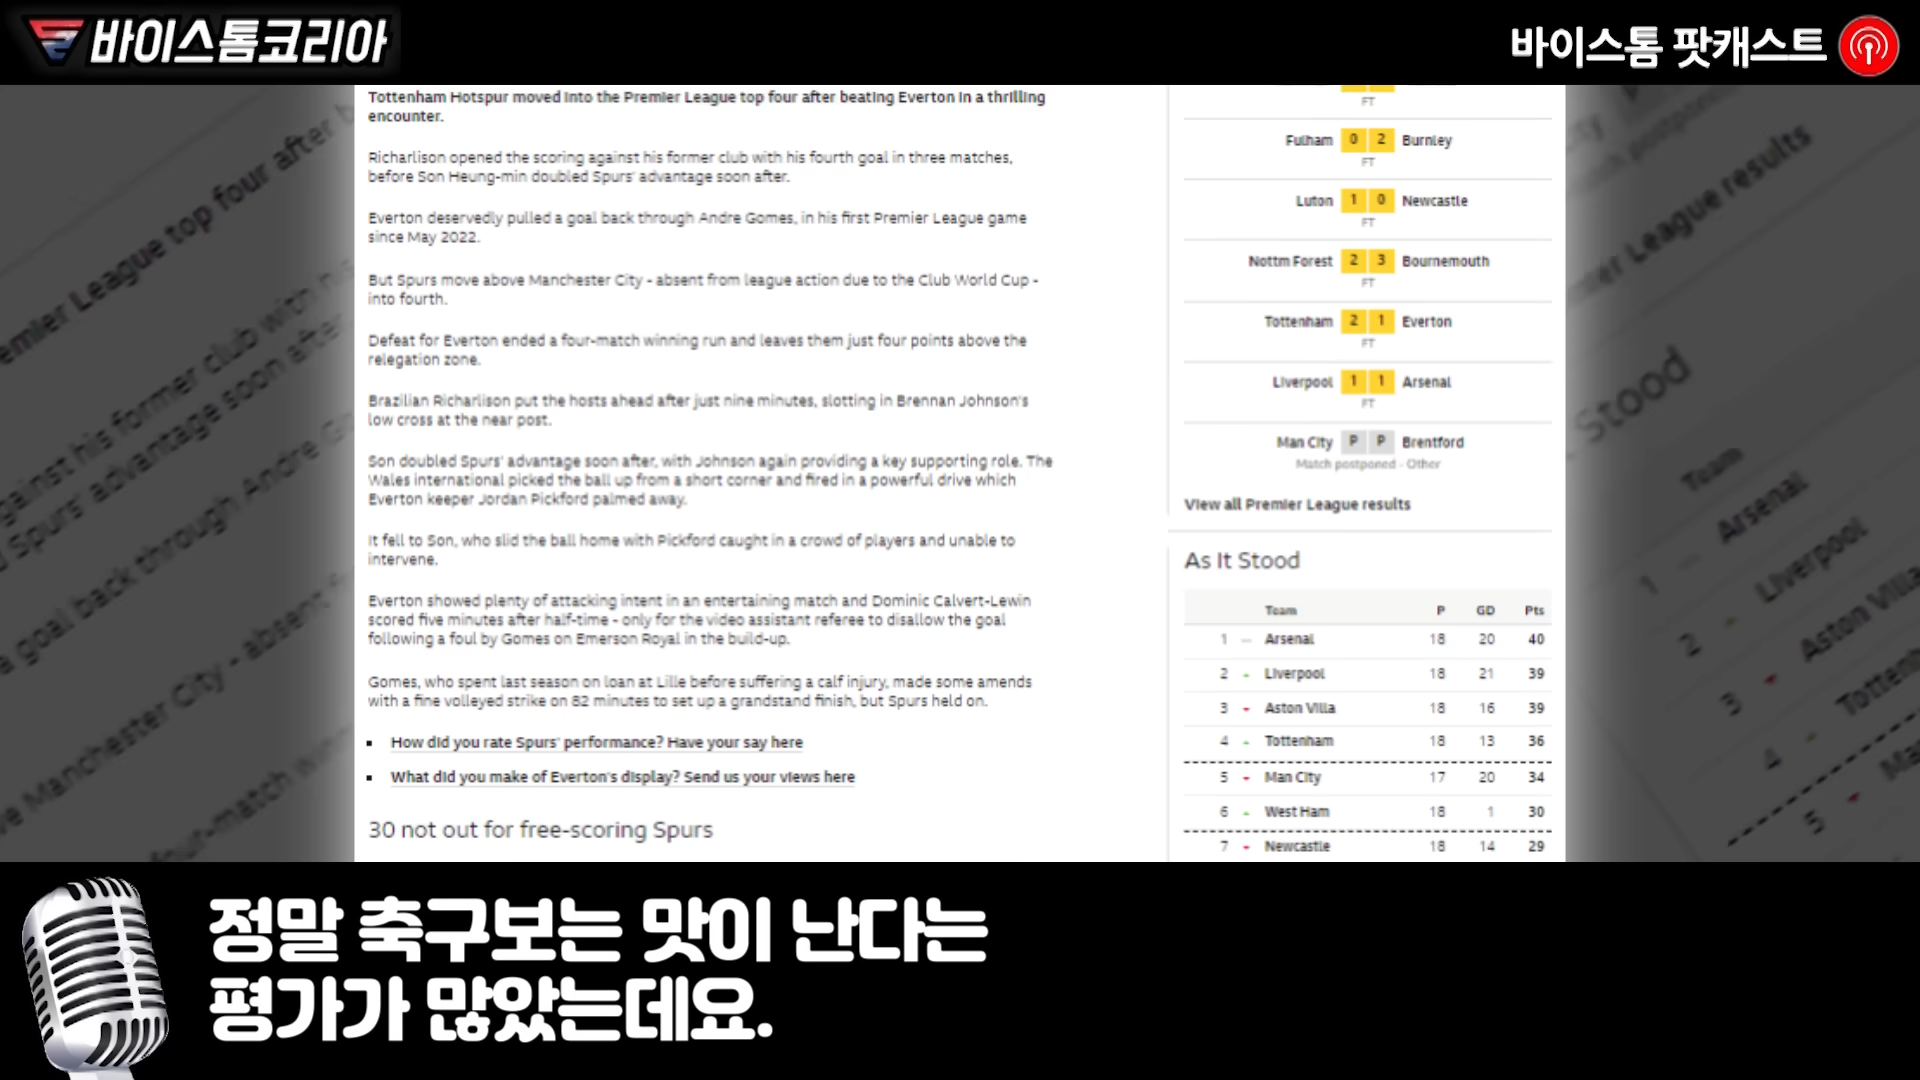 바이스톰코리아
바이스톰 팟캐스트
Tottenham Hotspur moved into the Premier League top four after beating Everton in a thrilling
encounter.
Richarlison opened the scoring against his former club with his fourth goal in three matches,
before Son Heung-min doubled Spurs' advantage soon after.
Everton deservedly pulled a goal back through Andre Gomes, in his first Premier League game
since May 2022.
But Spurs move above Manchester City - absent from league action due to the Club World Cup -
into fourth.
Defeat for Everton ended a four-match winning run and leaves them just four points above the
relegation zone.
Brazilian Richarlison put the hosts ahead after just nine minutes, slotting in Brennan Johnson's
low cross at the near post.
Son doubled Spurs' advantage soon after, with Johnson again providing a key supporting role. The
Wales international picked the ball up from a short corner and fired in a powerful drive which
Everton keeper Jordan Pickford palmed away.
It fell to Son, who slid the ball home with Pickford caught in a crowd of players and unable to
intervene.
Everton showed plenty of attacking intent in an entertaining match and Dominic Calvert-Lewin
scored five minutes after half-time - only for the video assistant referee to disallow the goal
following a foul by Gomes on Emerson Royal in the build-up.
Gomes, who spent last season on loan at Lille before suffering a calf injury, made some amends
with a fine volleyed strike on 82 minutes to set up a grandstand finish, but Spurs held on.
How did you rate Spurs' performance? Have your say here
What did you make of Everton's display? Send us your views here
30 not out for free-scoring Spurs
FT
Fulham 0 2 Burnley
FT
Luton 1 0 Newcastle
FT
Nottm Forest 2 3 Bournemouth
FT
Tottenham 2 1 Everton
FT
Liverpool 1 1 Arsenal
FT
Man City P P Brentford
Match postponed - Other
View all Premier League results
As It Stood
Team P GD Pts
1 Arsenal 18 20 40
2 Liverpool 18 21 39
3 Aston Villa 18 16 39
4 Tottenham 18 13 36
5 Man City 17 20 34
6 West Ham 18 1 30
7 Newcastle 18 14 29
정말 축구보는 맛이 난다는
평가가 많았는데요.